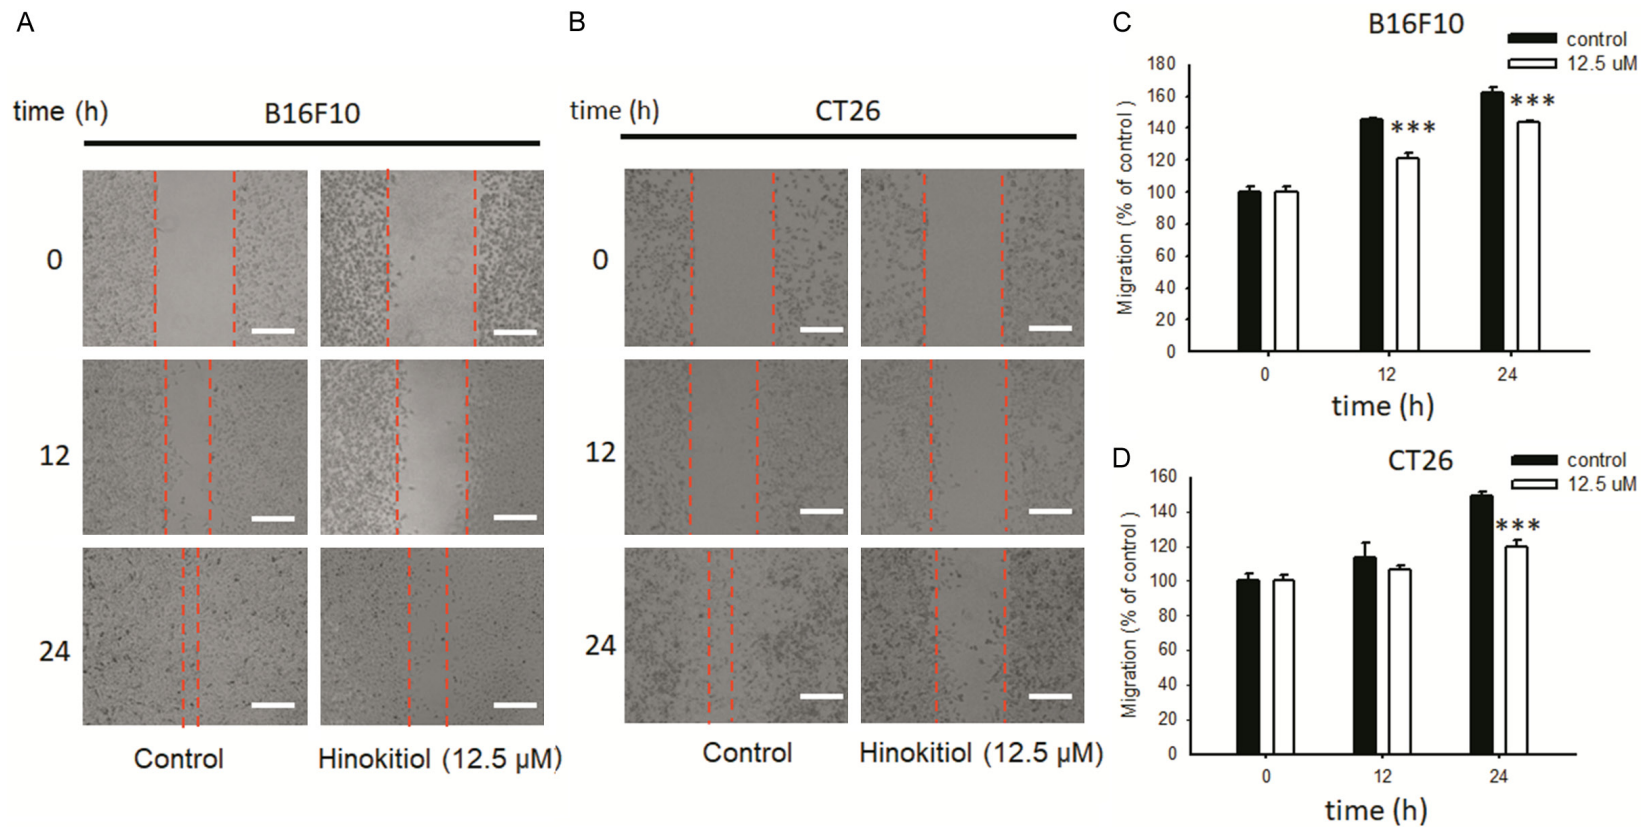 A
time (h)
B16F10
0
12
24
Control
Hinokitiol (12.5 μM)
B
time (h)
CT26
0
12
24
Control
Hinokitiol (12.5 μM)
C
B16F10
control
12.5 uM
Migration (% of control )
180
160
140
120
100
80
60
40
20
0
***
***
0
12
24
time (h)
D
CT26
control
12.5 uM
Migration (% of control )
160
140
120
100
80
60
40
20
0
***
0
12
24
time (h)